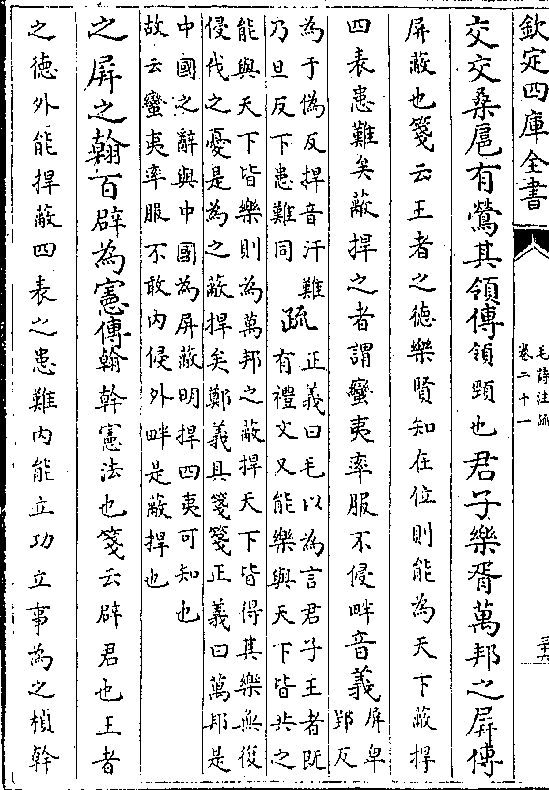 欽定四庫全書
毛詩注疏
卷二十一
交交桑扈有鶯其領傳領頸也君子樂胥萬邦之屏傳
屏蔽也箋云王者之德樂賢知在位則能為天下蔽捍
四表患難矣蔽捍之者謂蠻夷率服不侵畔音義屏卑
郢反
為于偽反捍音汗難
乃旦反下患難同
疏正義曰毛以為言君子王者既
有禮文又能樂與天下皆共之
能與天下皆樂則為萬邦之蔽捍天下皆得其樂無復
侵伐之憂是為之蔽捍矣鄭義具箋箋正義曰萬邦是
中國之辭與中國為屏蔽明捍四夷可知也
故云蠻夷率服不敢內侵外畔是蔽捍也
之屏之翰百辟為憲傳翰幹憲法也箋云辟君也王者
之德外能捍蔽四表之患難內能立功立事為之楨幹